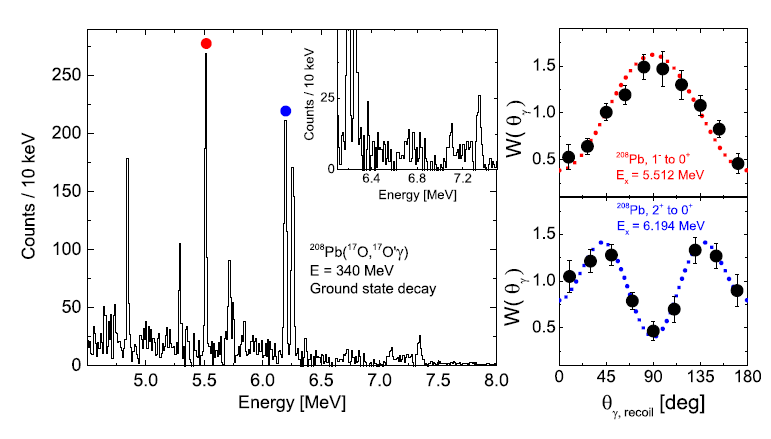 250
200
150
100
50
0
Counts / 10 keV
5.0 5.5 6.0 6.5 7.0 7.5 8.0
Energy [MeV]
²⁰⁸Pb(¹⁷O,¹⁷O'γ)
E = 340 MeV
Ground state decay
25
0
Counts / 10 keV
6.4 6.8 7.2
Energy [MeV]
1.5
1.0
0.5
W( θγ)
²⁰⁸Pb, 1⁻ to 0⁺
Eₓ = 5.512 MeV
1.5
1.0
0.5
W( θγ)
²⁰⁸Pb, 2⁺ to 0⁺
Eₓ = 6.194 MeV
0 45 90 135 180
θγ, recoil [deg]